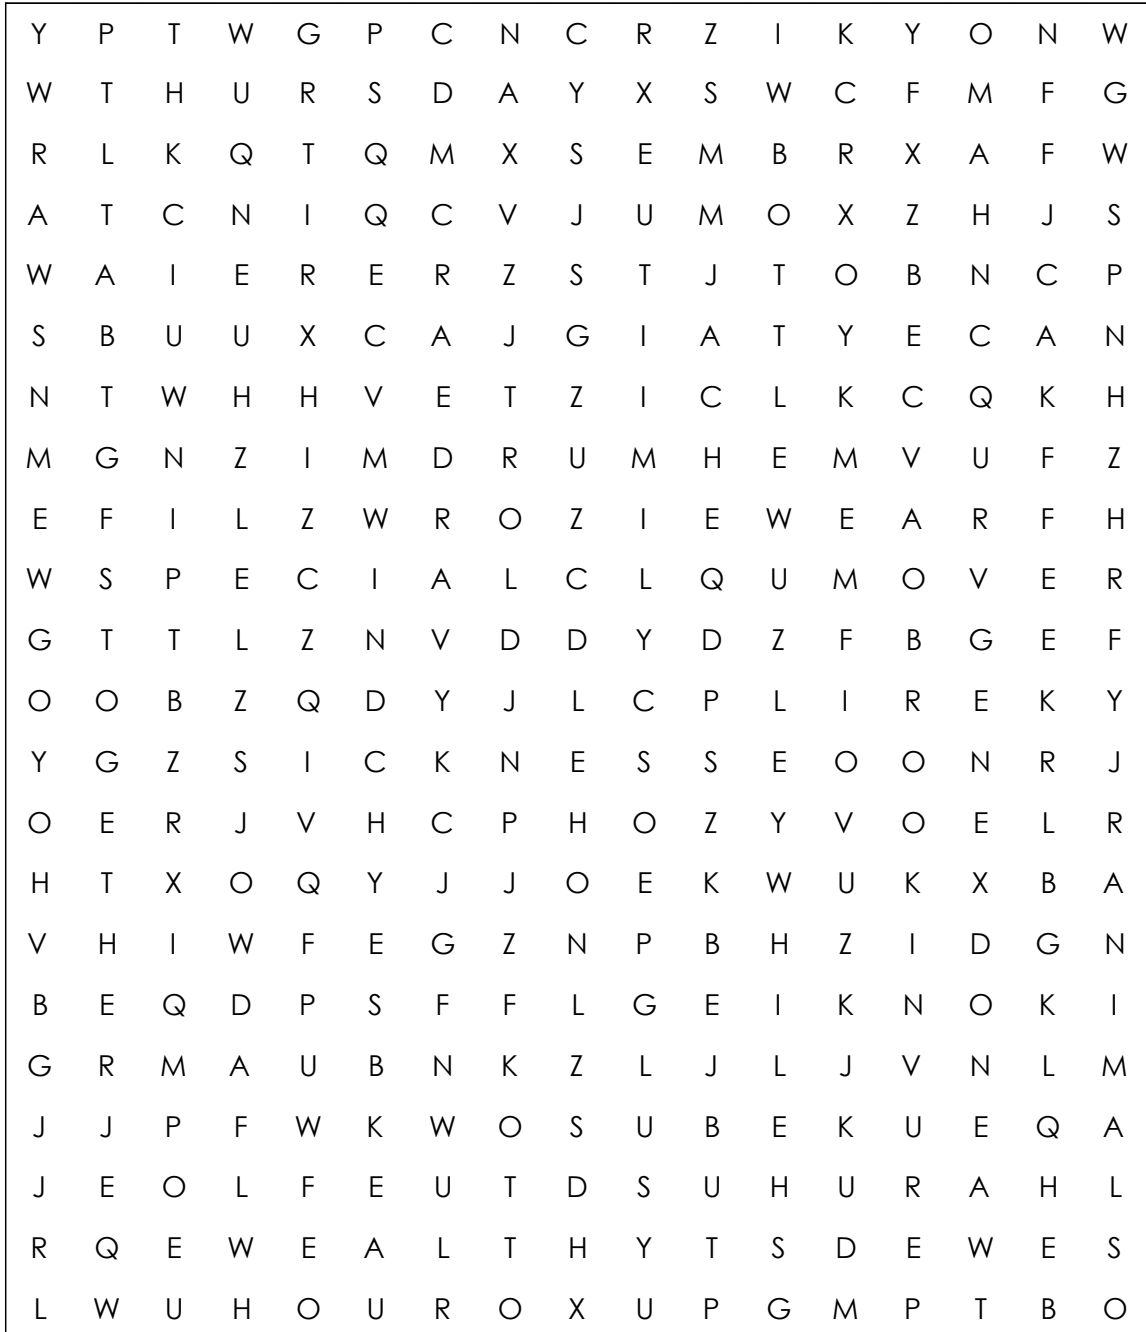 Y P T W G P C N C R Z I K Y O N W
W T H U R S D A Y X S W C F M F G
R L K Q T Q M X S E M B R X A F W
A T C N I Q C V J U M O X Z H J S
W A I E R E R Z S T J T O B N C P
S B U U X C A J G I A T Y E C A N
N T W H H V E T Z I C L K C Q K H
M G N Z I M D R U M H E M V U F Z
E F I L Z W R O Z I E W E A R F H
W S P E C I A L C L Q U M O V E R
G T T L Z N V D D Y D Z F B G E F
O O B Z Q D Y J L C P L I R E K Y
Y G Z S I C K N E S S E O O N R J
O E R J V H C P H O Z Y V O E L R
H T X O Q Y J J O E K W U K X B A
V H I W F E G Z N P B H Z I D G N
B E Q D P S F F L G E I K N O K I
G R M A U B N K Z L J L J V N L M
J J P F W K W O S U B E K U E Q A
J E O L F E U T D S U H U R A H L
R Q E W E A L T H Y T S D E W E S
L W U H O U R O X U P G M P T B O